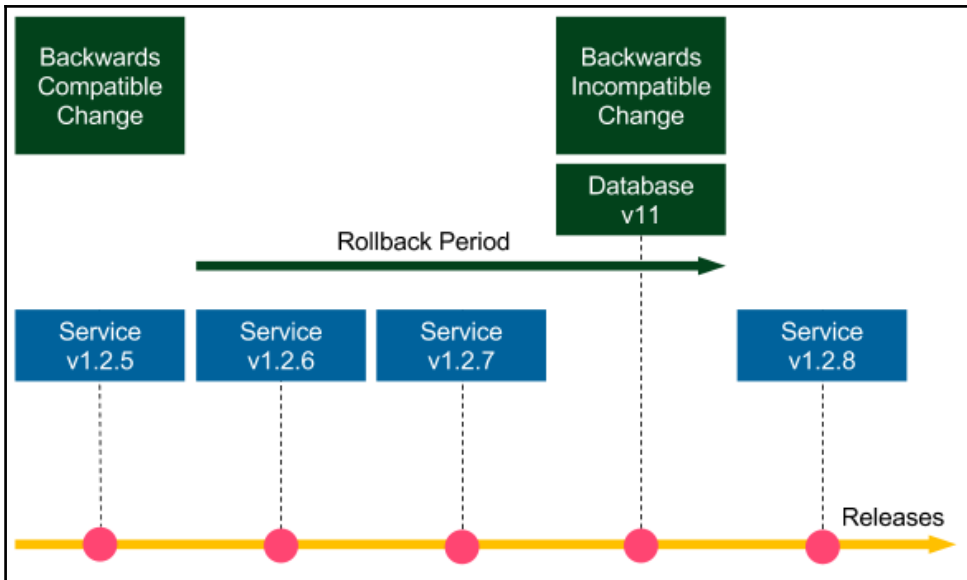 Backwards
Compatible
Change
Backwards
Incompatible
Change
Database
v11
Rollback Period
Service
v1.2.5
Service
v1.2.6
Service
v1.2.7
Service
v1.2.8
Releases